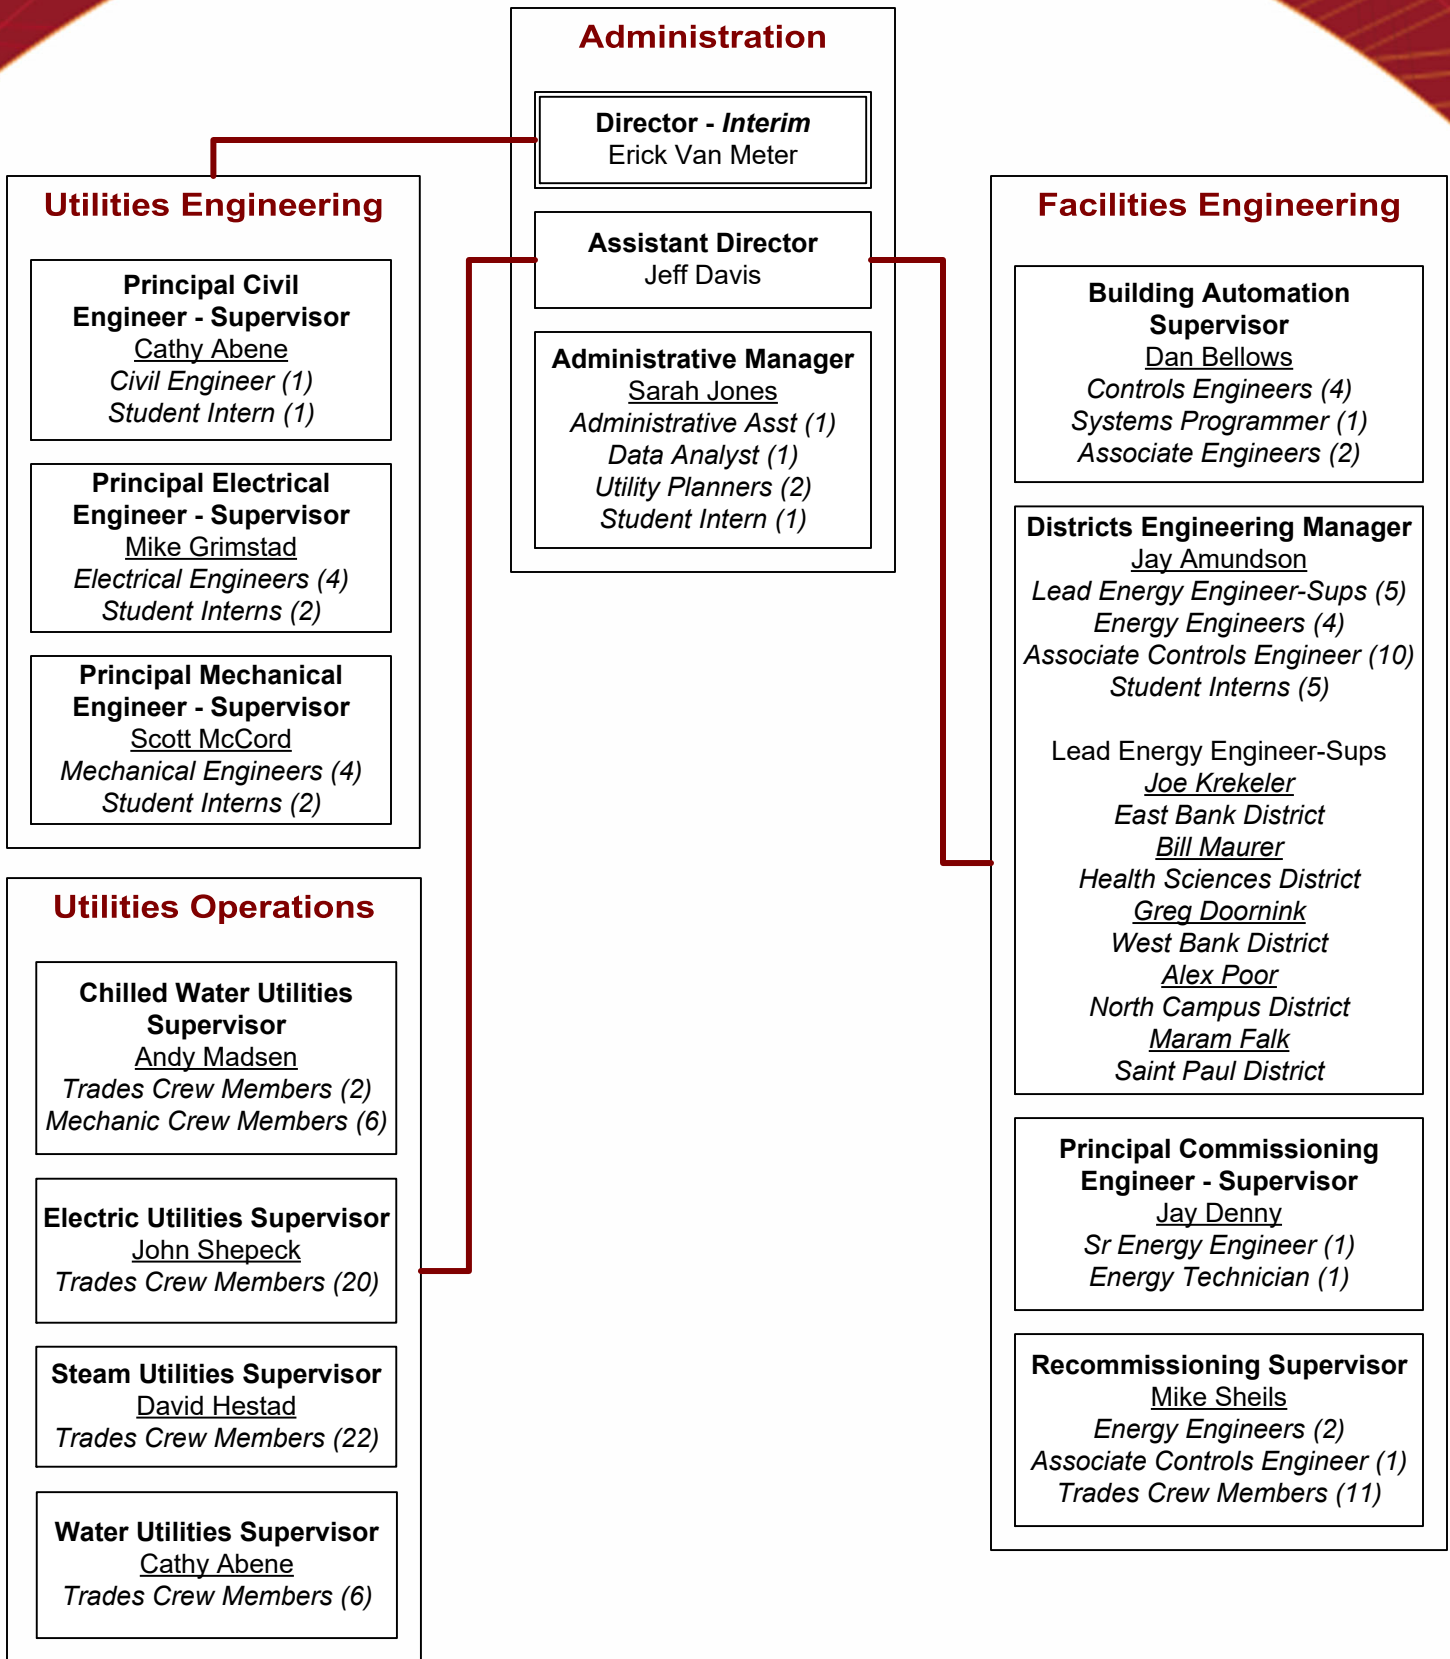 Administration
Director - Interim
Erick Van Meter
Assistant Director
Jeff Davis
Administrative Manager
Sarah Jones
Administrative Asst (1)
Data Analyst (1)
Utility Planners (2)
Student Intern (1)
Utilities Engineering
Principal Civil
Engineer - Supervisor
Cathy Abene
Civil Engineer (1)
Student Intern (1)
Principal Electrical
Engineer - Supervisor
Mike Grimstad
Electrical Engineers (4)
Student Interns (2)
Principal Mechanical
Engineer - Supervisor
Scott McCord
Mechanical Engineers (4)
Student Interns (2)
Utilities Operations
Chilled Water Utilities
Supervisor
Andy Madsen
Trades Crew Members (2)
Mechanic Crew Members (6)
Electric Utilities Supervisor
John Shepeck
Trades Crew Members (20)
Steam Utilities Supervisor
David Hestad
Trades Crew Members (22)
Water Utilities Supervisor
Cathy Abene
Trades Crew Members (6)
Facilities Engineering
Building Automation
Supervisor
Dan Bellows
Controls Engineers (4)
Systems Programmer (1)
Associate Engineers (2)
Districts Engineering Manager
Jay Amundson
Lead Energy Engineer-Sups (5)
Energy Engineers (4)
Associate Controls Engineer (10)
Student Interns (5)
Lead Energy Engineer-Sups
Joe Krekeler
East Bank District
Bill Maurer
Health Sciences District
Greg Doornink
West Bank District
Alex Poor
North Campus District
Maram Falk
Saint Paul District
Principal Commissioning
Engineer - Supervisor
Jay Denny
Sr Energy Engineer (1)
Energy Technician (1)
Recommissioning Supervisor
Mike Sheils
Energy Engineers (2)
Associate Controls Engineer (1)
Trades Crew Members (11)